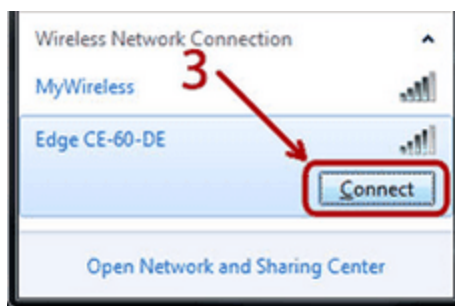 Wireless Network Connection
3
MyWireless
Edge CE-60-DE
Connect
Open Network and Sharing Center